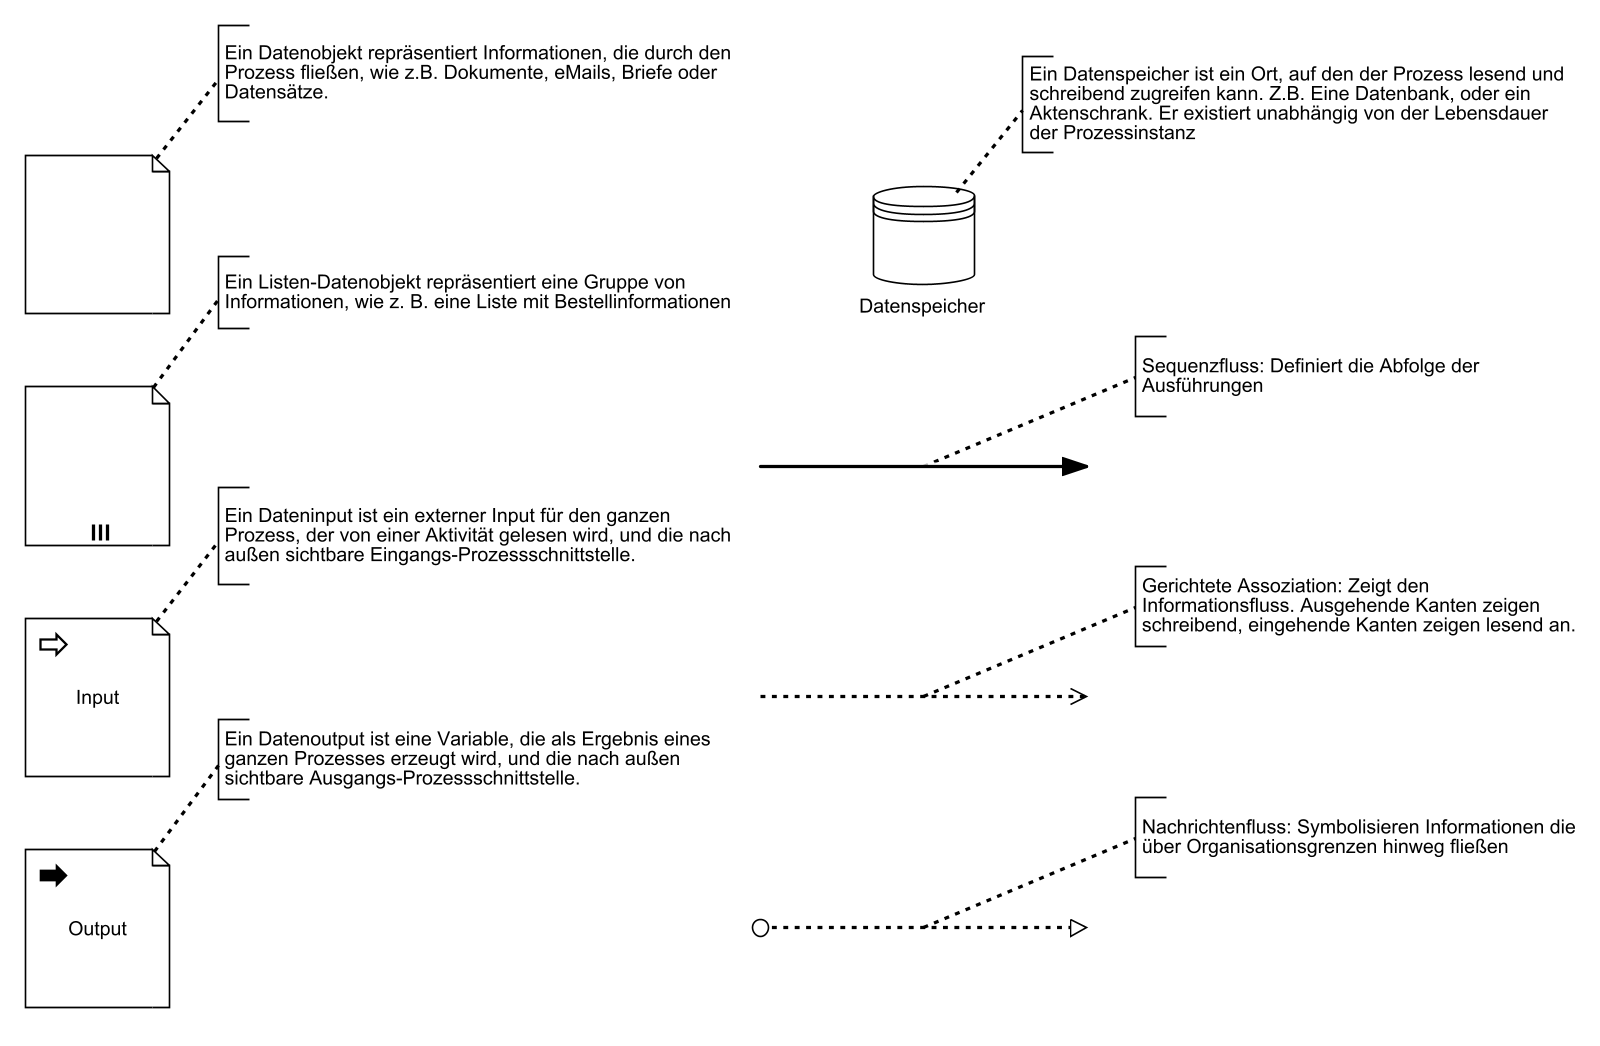 Ein Datenobjekt repräsentiert Informationen, die durch den
Prozess fließen, wie z.B. Dokumente, eMails, Briefe oder
Datensätze.
Ein Listen-Datenobjekt repräsentiert eine Gruppe von
Informationen, wie z. B. eine Liste mit Bestellinformationen
Ein Dateninput ist ein externer Input für den ganzen
Prozess, der von einer Aktivität gelesen wird, und die nach
außen sichtbare Eingangs-Prozessschnittstelle.
Input
Ein Datenoutput ist eine Variable, die als Ergebnis eines
ganzen Prozesses erzeugt wird, und die nach außen
sichtbare Ausgangs-Prozessschnittstelle.
Output
Ein Datenspeicher ist ein Ort, auf den der Prozess lesend und
schreibend zugreifen kann. Z.B. Eine Datenbank, oder ein
Aktenschrank. Er existiert unabhängig von der Lebensdauer
der Prozessinstanz
Datenspeicher
Sequenzfluss: Definiert die Abfolge der
Ausführungen
Gerichtete Assoziation: Zeigt den
Informationsfluss. Ausgehende Kanten zeigen
schreibend, eingehende Kanten zeigen lesend an.
Nachrichtenfluss: Symbolisieren Informationen die
über Organisationsgrenzen hinweg fließen